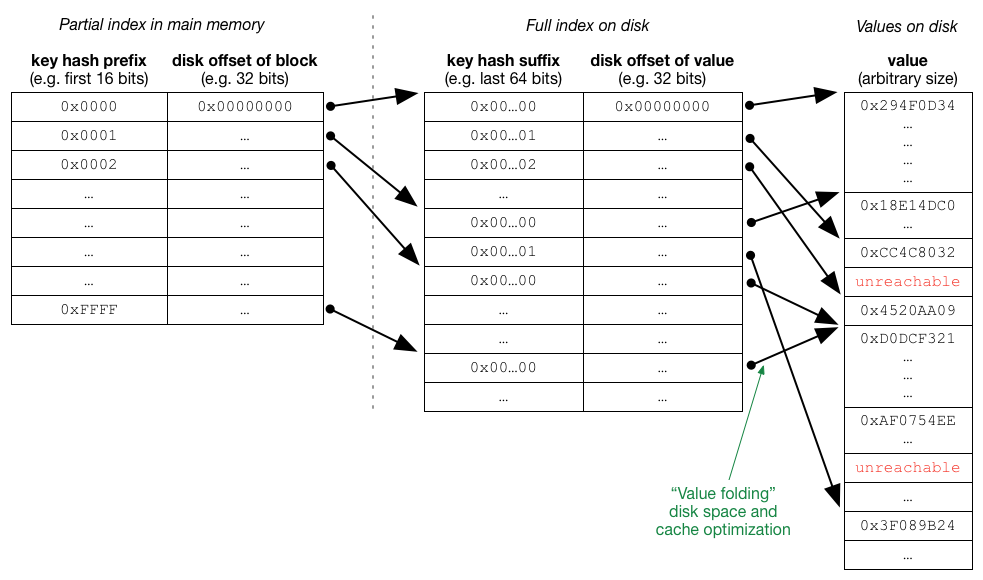 Partial index in main memory
Full index on disk
Values on disk
key hash prefix
(e.g. first 16 bits)
disk offset of block
(e.g. 32 bits)
key hash suffix
(e.g. last 64 bits)
disk offset of value
(e.g. 32 bits)
value
(arbitrary size)
0x0000
0x00000000
0x0001
...
0x0002
...
...
...
...
...
...
...
...
...
0xFFFF
...
0x00...00
0x00000000
0x00...01
...
0x00...02
...
...
...
0x00...00
...
0x00...01
...
0x00...00
...
...
...
...
...
0x00...00
...
...
...
0x294F0D34
...
...
...
...
0x18E14DC0
...
0xCC4C8032
unreachable
0x4520AA09
0xD0DCF321
...
...
...
0xAF0754EE
...
unreachable
...
0x3F089B24
...
“Value folding”
disk space and
cache optimization